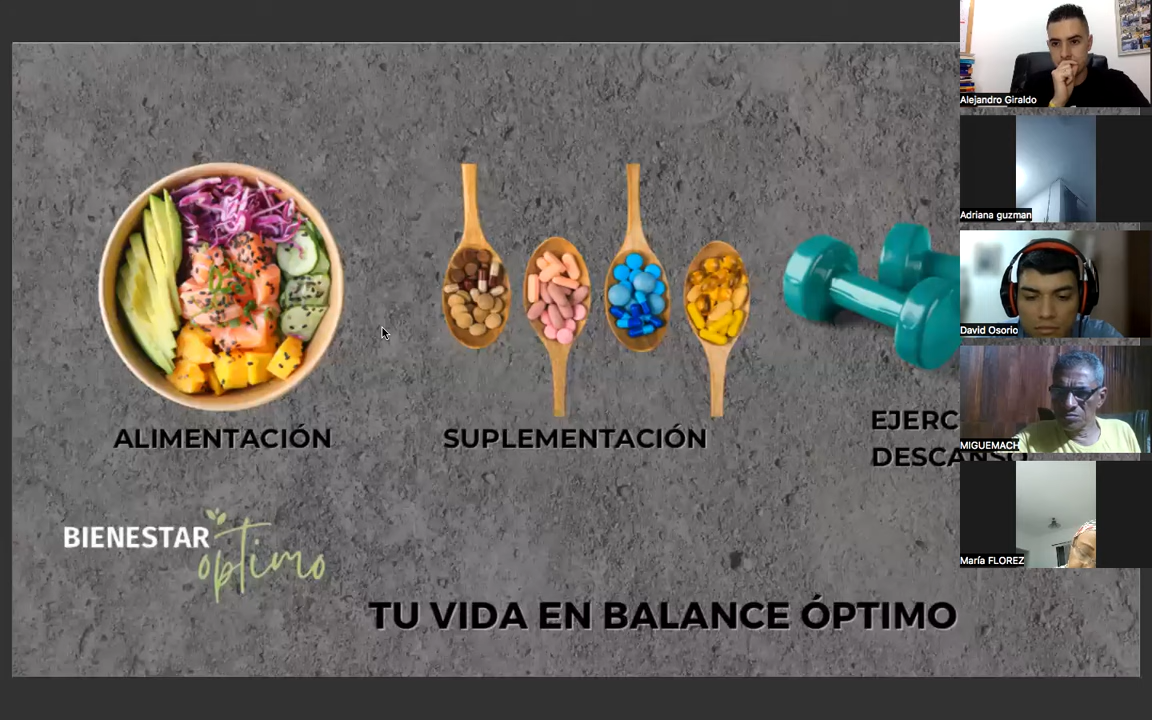 ALIMENTACIÓN
SUPLEMENTACIÓN
EJERC
DESCANSO
BIENESTAR
óptimo
TU VIDA EN BALANCE ÓPTIMO
Alejandro Giraldo
Adriana guzman
David Osorio
MIGUEMACH
María FLOREZ